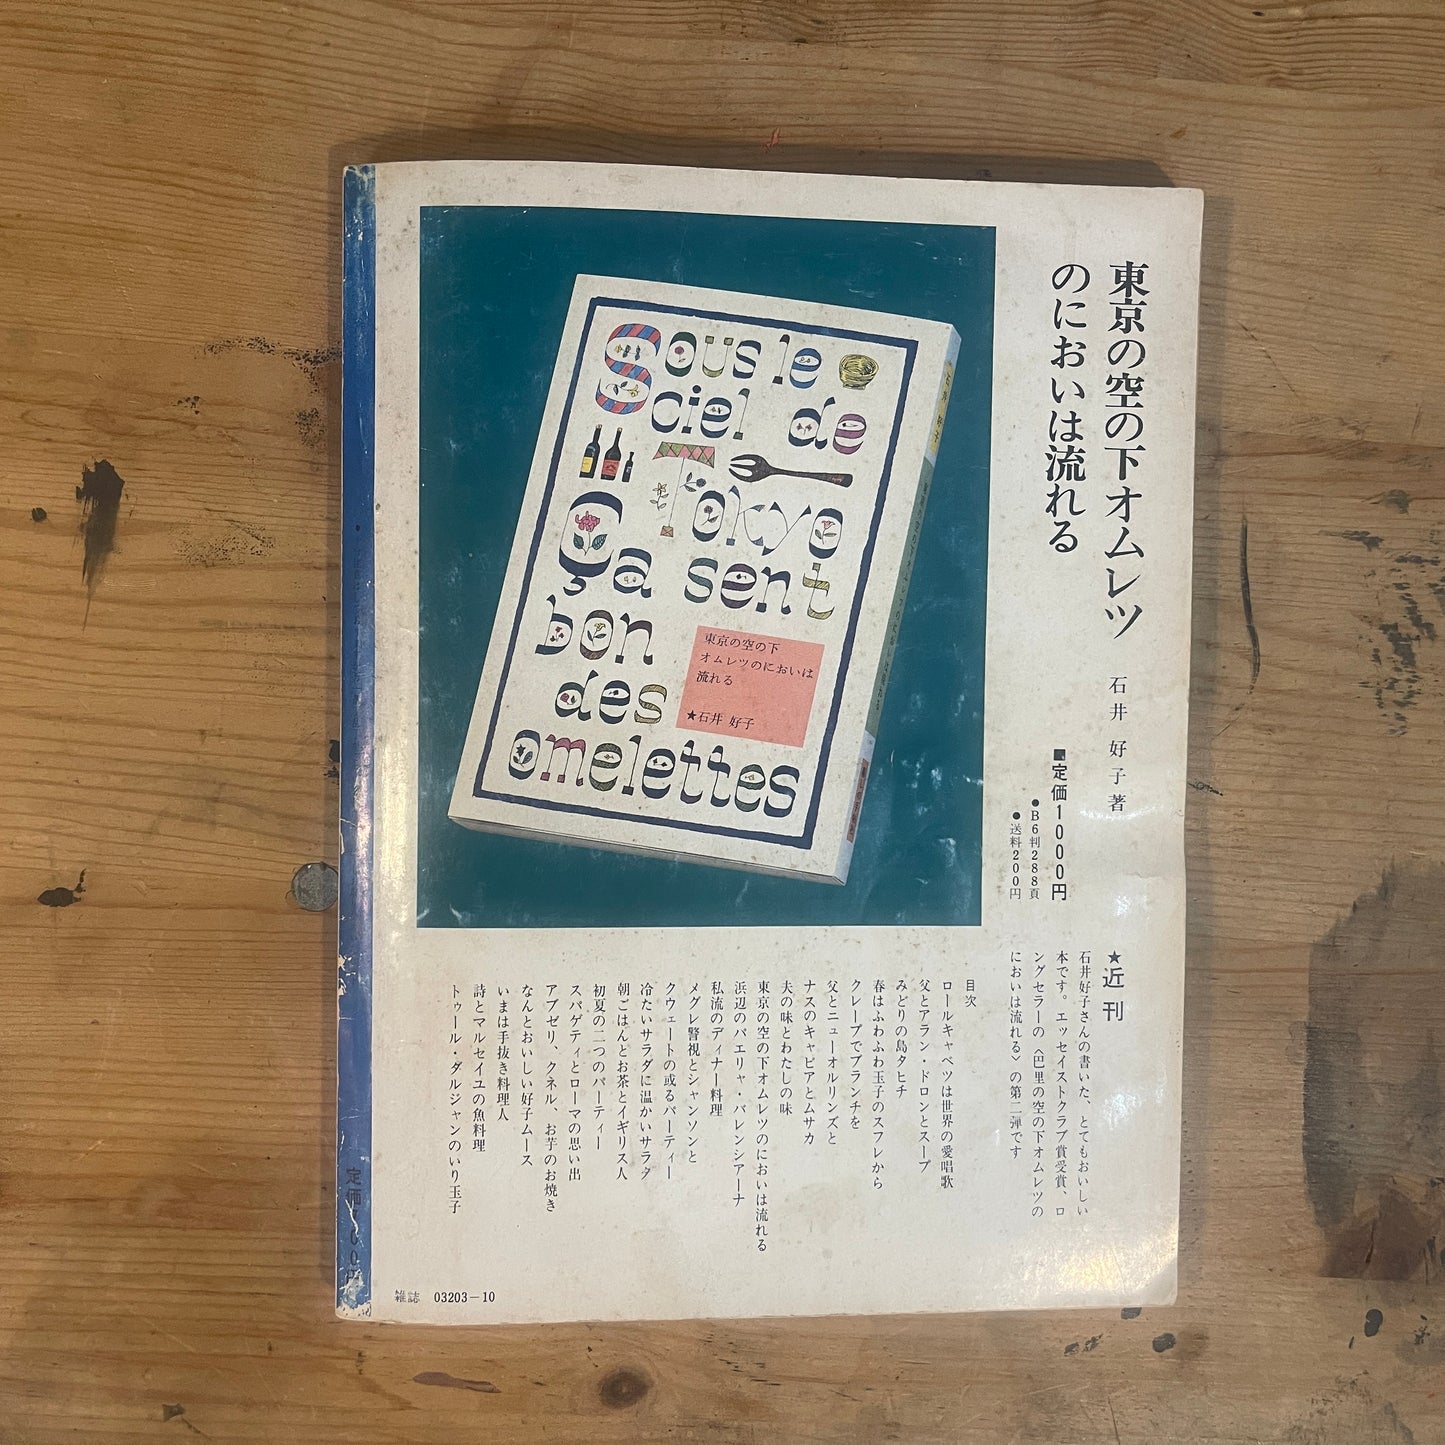 東京の空の下オムレツ
のにおいは流れる
石井 好子 著
■定価1000円
●B6判288頁
●送料200円
Sous le
ciel de
Tokyo
Ça sent
bon
des
omelettes
東京の空の下
オムレツのにおいは
流れる
★石井 好子
★近刊
石井好子さんの書いた、とてもおいしい
本です。エッセイストクラブ賞受賞、ロ
ングセラーの〈巴里の空の下オムレツの
においは流れる〉の第二弾です
目次
ロールキャベツは世界の愛唱歌
父とアラン・ドロンとスープ
みどりの島タヒチ
春はふわふわ玉子のスフレから
クレープでブランチを
父とニューオルリンズと
ナスのキャビアとムサカ
夫の味とわたしの味
東京の空の下オムレツのにおいは流れる
浜辺のパエリャ・バレンシアーナ
私流のディナー料理
メグレ警視とシャンソンと
クウェートの或るパーティー
冷たいサラダに温かいサラダ
朝ごはんとお茶とイギリス人
初夏の二つのパーティー
スパゲティとローマの思い出
アブゼリ、クネル、お芋のお焼き
なんとおいしい好子ムース
いまは手抜き料理人
詩とマルセイユの魚料理
トゥール・ダルジャンのいり玉子
雑誌 03203-10
定価
00円